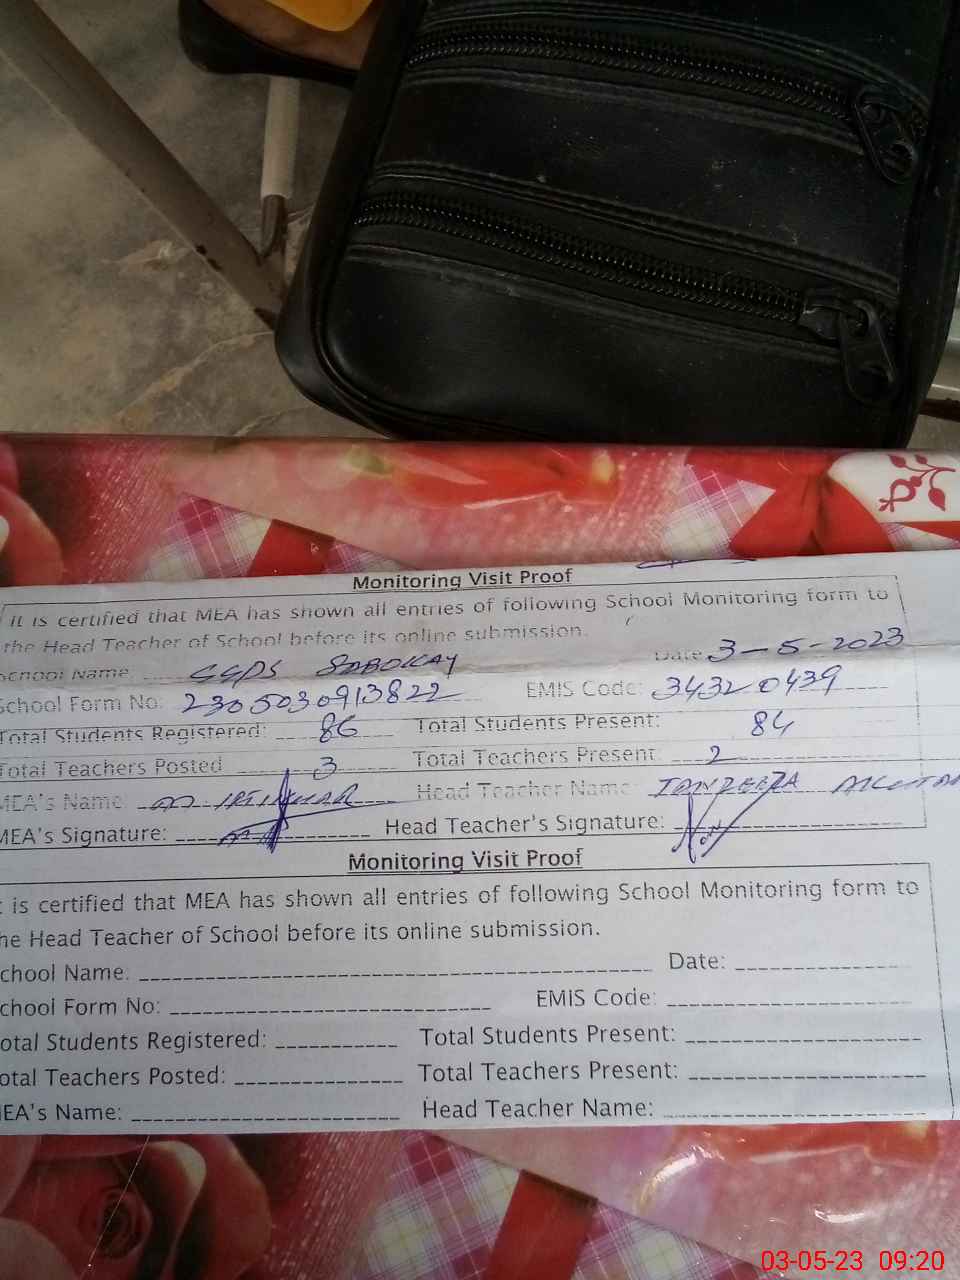 Monitoring Visit Proof
It is certified that MEA has shown all entries of following School Monitoring form to
the Head Teacher of School before its online submission.
School Name: GGPS SABOKAY Date: 3-5-2023
School Form No: 2305030913822 EMIS Code: 34320439
Total Students Registered: 86 Total Students Present: 84
Total Teachers Posted 3 Total Teachers Present: 2
MEA's Name: Head Teacher Name:
MEA's Signature: Head Teacher's Signature:
Monitoring Visit Proof
t is certified that MEA has shown all entries of following School Monitoring form to
he Head Teacher of School before its online submission.
chool Name: Date:
chool Form No: EMIS Code:
otal Students Registered: Total Students Present:
otal Teachers Posted: Total Teachers Present:
EA's Name: Head Teacher Name:
03-05-23 09:20